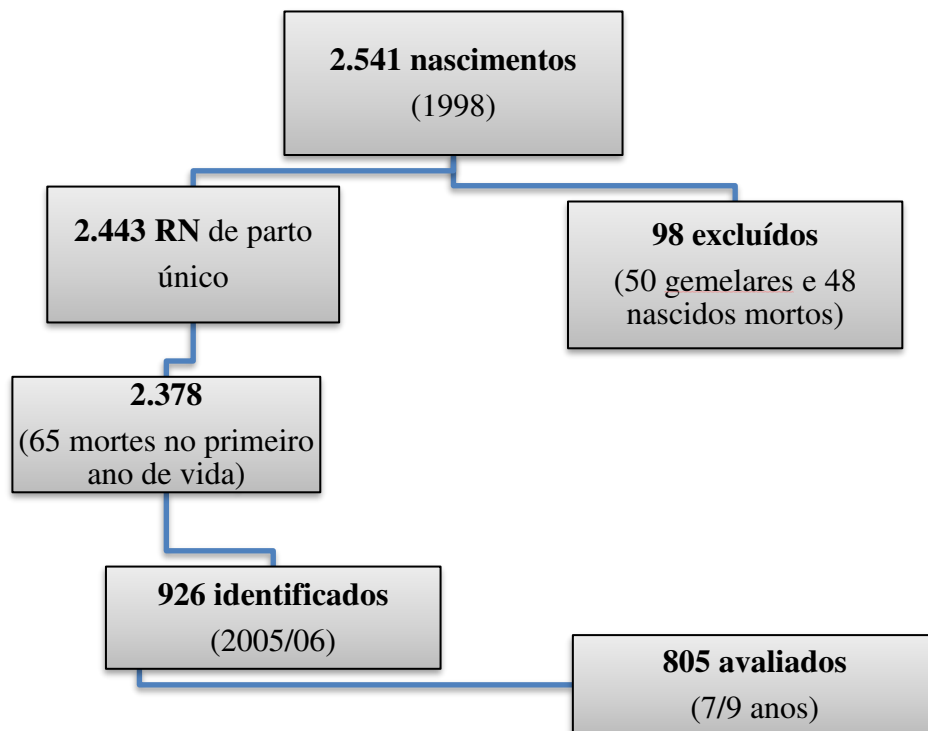 2.541 nascimentos
(1998)
2.443 RN de parto
único
98 excluídos
(50 gemelares e 48
nascidos mortos)
2.378
(65 mortes no primeiro
ano de vida)
926 identificados
(2005/06)
805 avaliados
(7/9 anos)